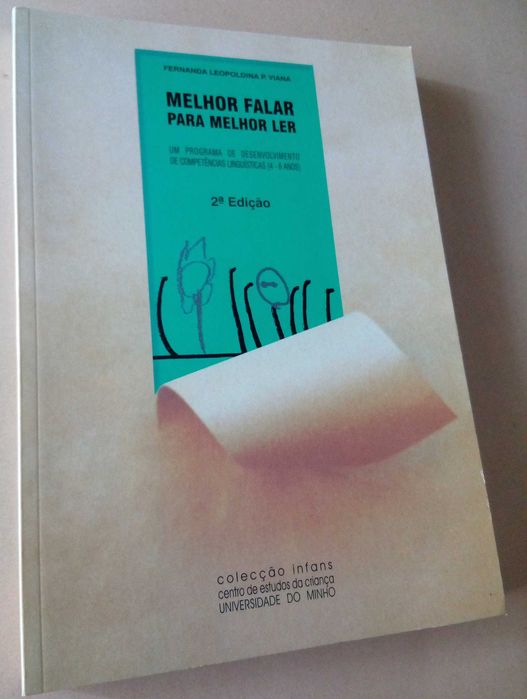 FERNANDA LEOPOLDINA P. VIANA
MELHOR FALAR
PARA MELHOR LER
UM PROGRAMA DE DESENVOLVIMENTO
DE COMPETÊNCIAS LINGUÍSTICAS (4 - 6 ANOS)
2ª Edição
colecção infans
centro de estudos da criança
UNIVERSIDADE DO MINHO